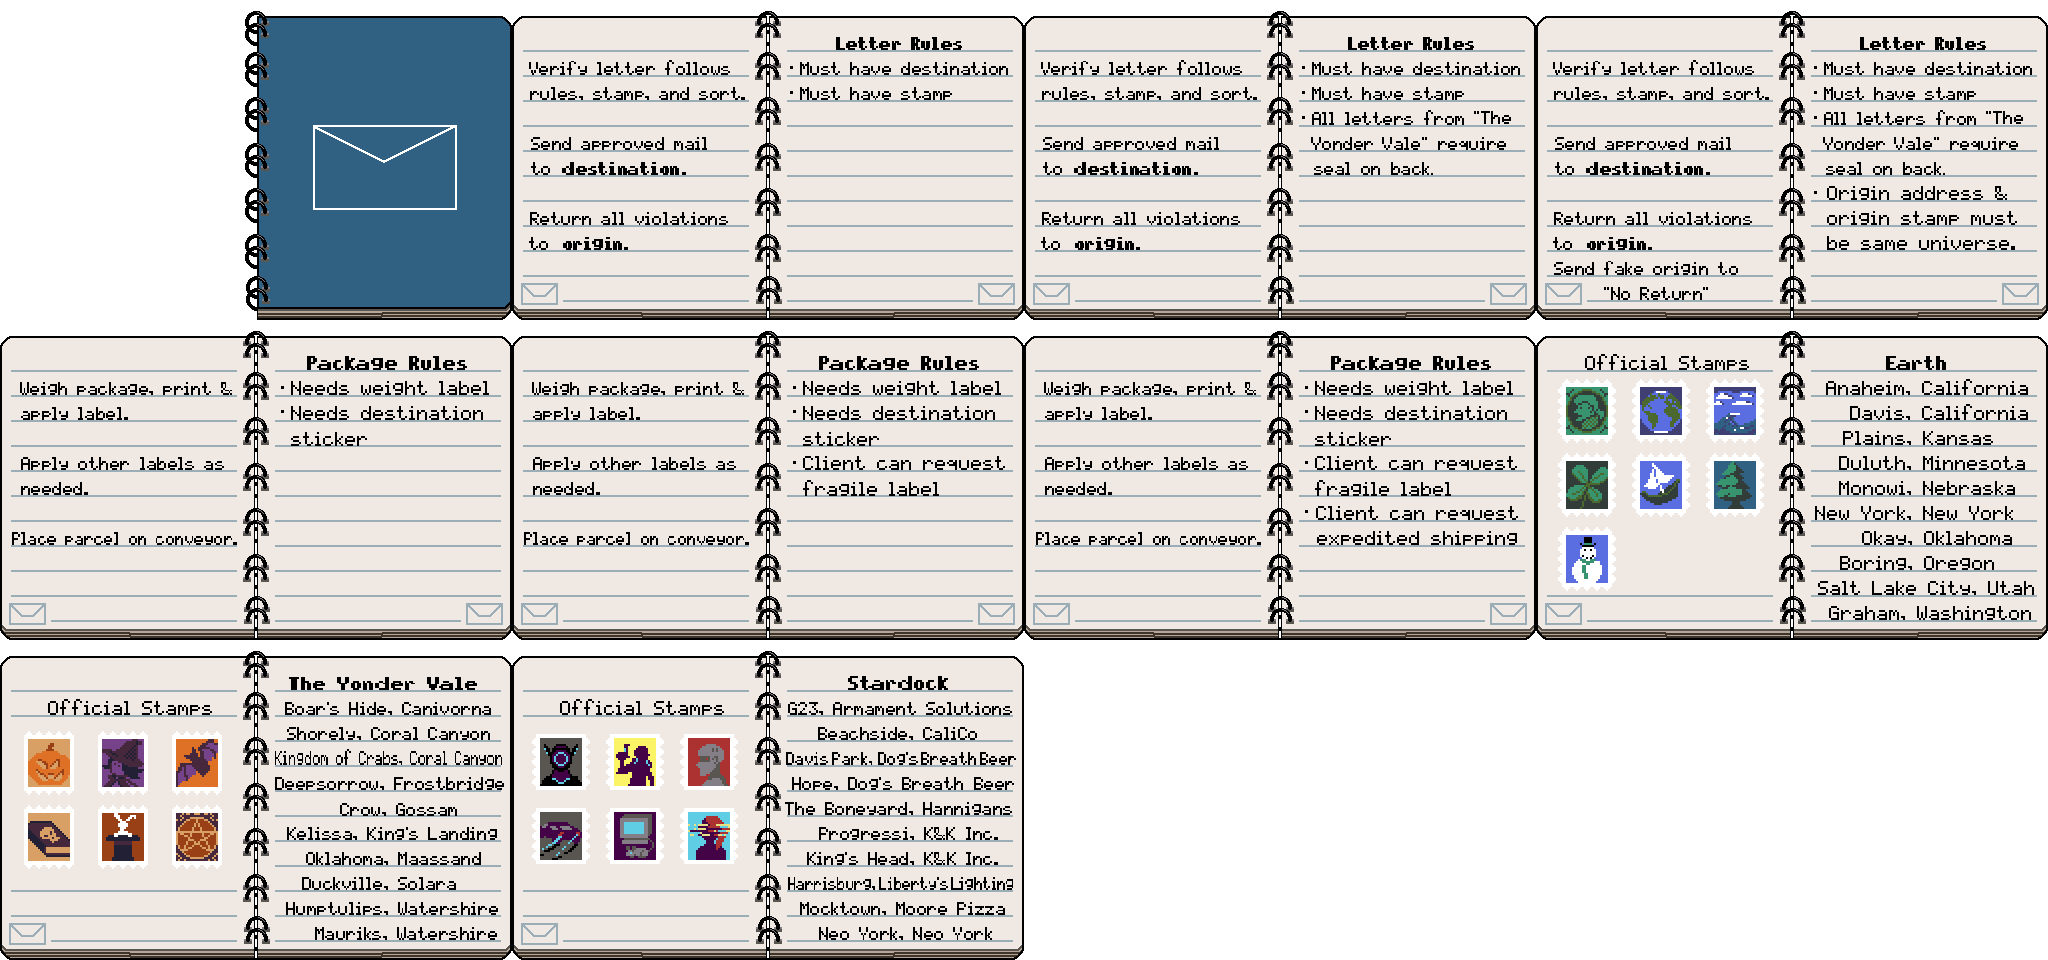 Verify letter follows
rules, stamp, and sort.
Send approved mail
to destination.
Return all violations
to origin.
Letter Rules
· Must have destination
· Must have stamp
Verify letter follows
rules, stamp, and sort.
Send approved mail
to destination.
Return all violations
to origin.
Letter Rules
· Must have destination
· Must have stamp
· All letters from "The
Yonder Vale" require
seal on back.
Verify letter follows
rules, stamp, and sort.
Send approved mail
to destination.
Return all violations
to origin.
Send fake origin to
"No Return"
Letter Rules
· Must have destination
· Must have stamp
· All letters from "The
Yonder Vale" require
seal on back.
· Origin address &
origin stamp must
be same universe.
Weigh package, print &
apply label.
Apply other labels as
needed.
Place parcel on conveyor.
Package Rules
· Needs weight label
· Needs destination
sticker
Weigh package, print &
apply label.
Apply other labels as
needed.
Place parcel on conveyor.
Package Rules
· Needs weight label
· Needs destination
sticker
· Client can request
fragile label
Weigh package, print &
apply label.
Apply other labels as
needed.
Place parcel on conveyor.
Package Rules
· Needs weight label
· Needs destination
sticker
· Client can request
fragile label
· Client can request
expedited shipping
Official Stamps
Earth
Anaheim, California
Davis, California
Plains, Kansas
Duluth, Minnesota
Monowi, Nebraska
New York, New York
Okay, Oklahoma
Boring, Oregon
Salt Lake City, Utah
Graham, Washington
Official Stamps
The Yonder Vale
Boar's Hide, Canivorna
Shorely, Coral Canyon
Kingdom of Crabs, Coral Canyon
Deepsorrow, Frostbridge
Crow, Gossam
Kelissa, King's Landing
Oklahoma, Maassand
Duckville, Solara
Humptulips, Watershire
Mauriks, Watershire
Official Stamps
Stardock
G23, Armament Solutions
Beachside, CaliCo
Davis Park, Dog's Breath Beer
Hope, Dog's Breath Beer
The Boneyard, Hannigans
Progressi, K&K Inc.
King's Head, K&K Inc.
Harrisburg, Liberty's Lighting
Mocktown, Moore Pizza
Neo York, Neo York